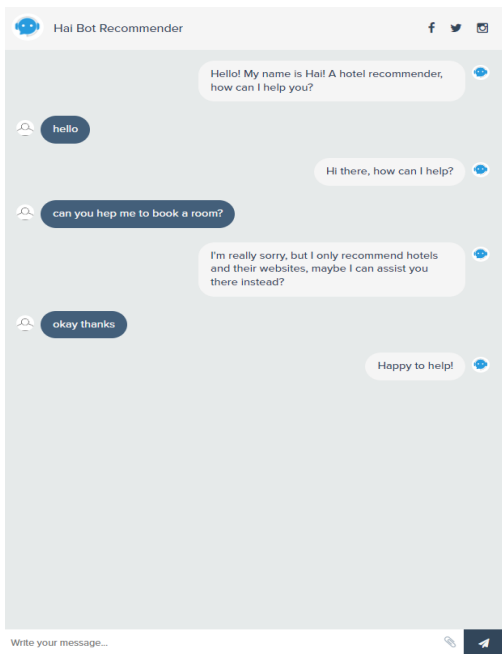 Hai Bot Recommender
Hello! My name is Hai! A hotel recommender,
how can I help you?
hello
Hi there, how can I help?
can you hep me to book a room?
I'm really sorry, but I only recommend hotels
and their websites, maybe I can assist you
there instead?
okay thanks
Happy to help!
Write your message...